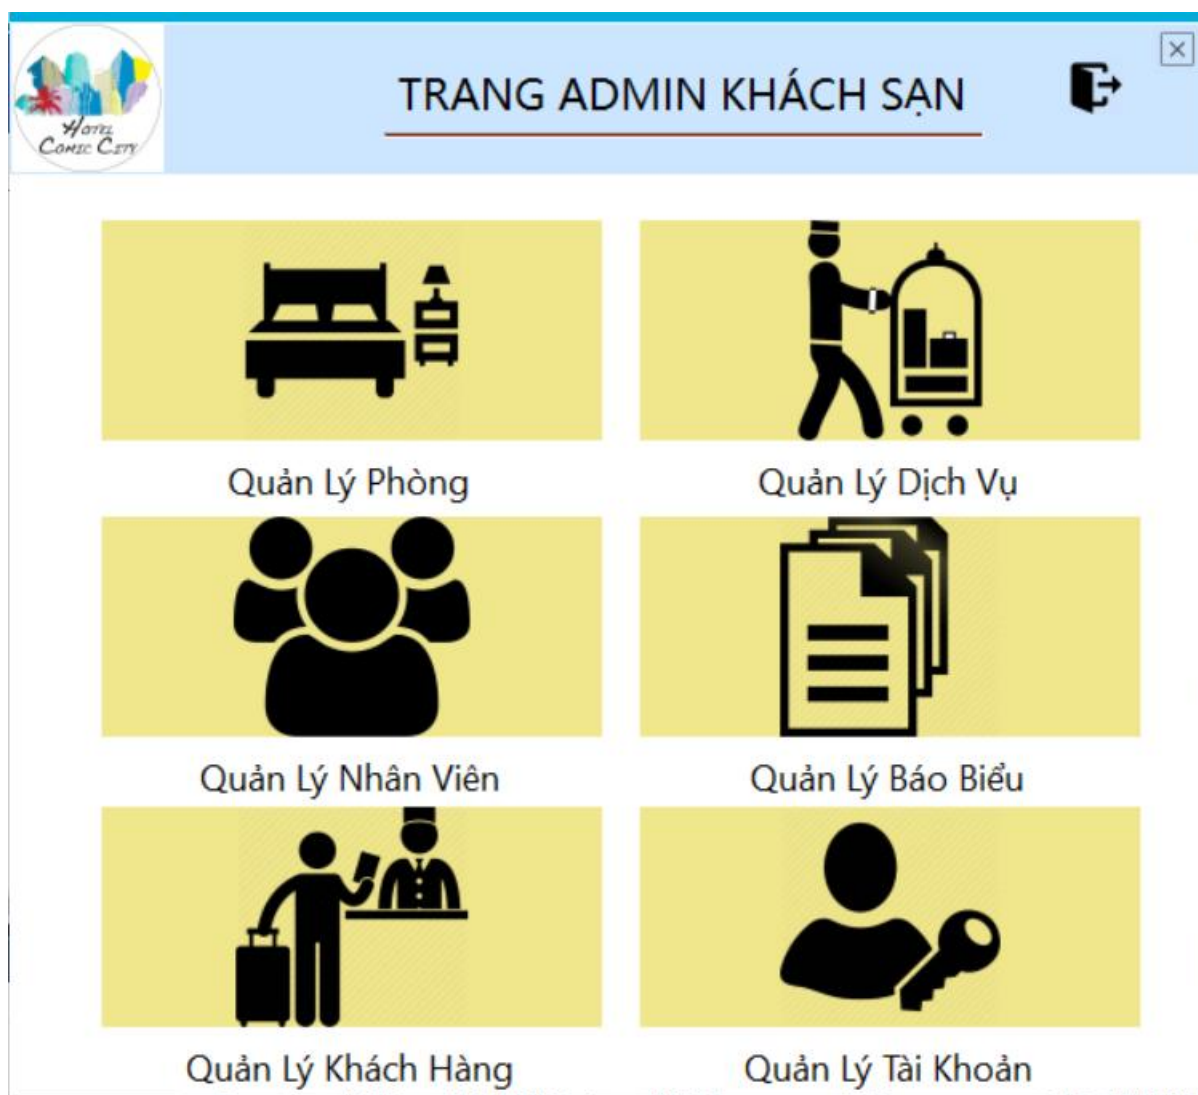 HOTEL
COMIC CITY
TRANG ADMIN KHÁCH SẠN
Quản Lý Phòng
Quản Lý Dịch Vụ
Quản Lý Nhân Viên
Quản Lý Báo Biểu
Quản Lý Khách Hàng
Quản Lý Tài Khoản